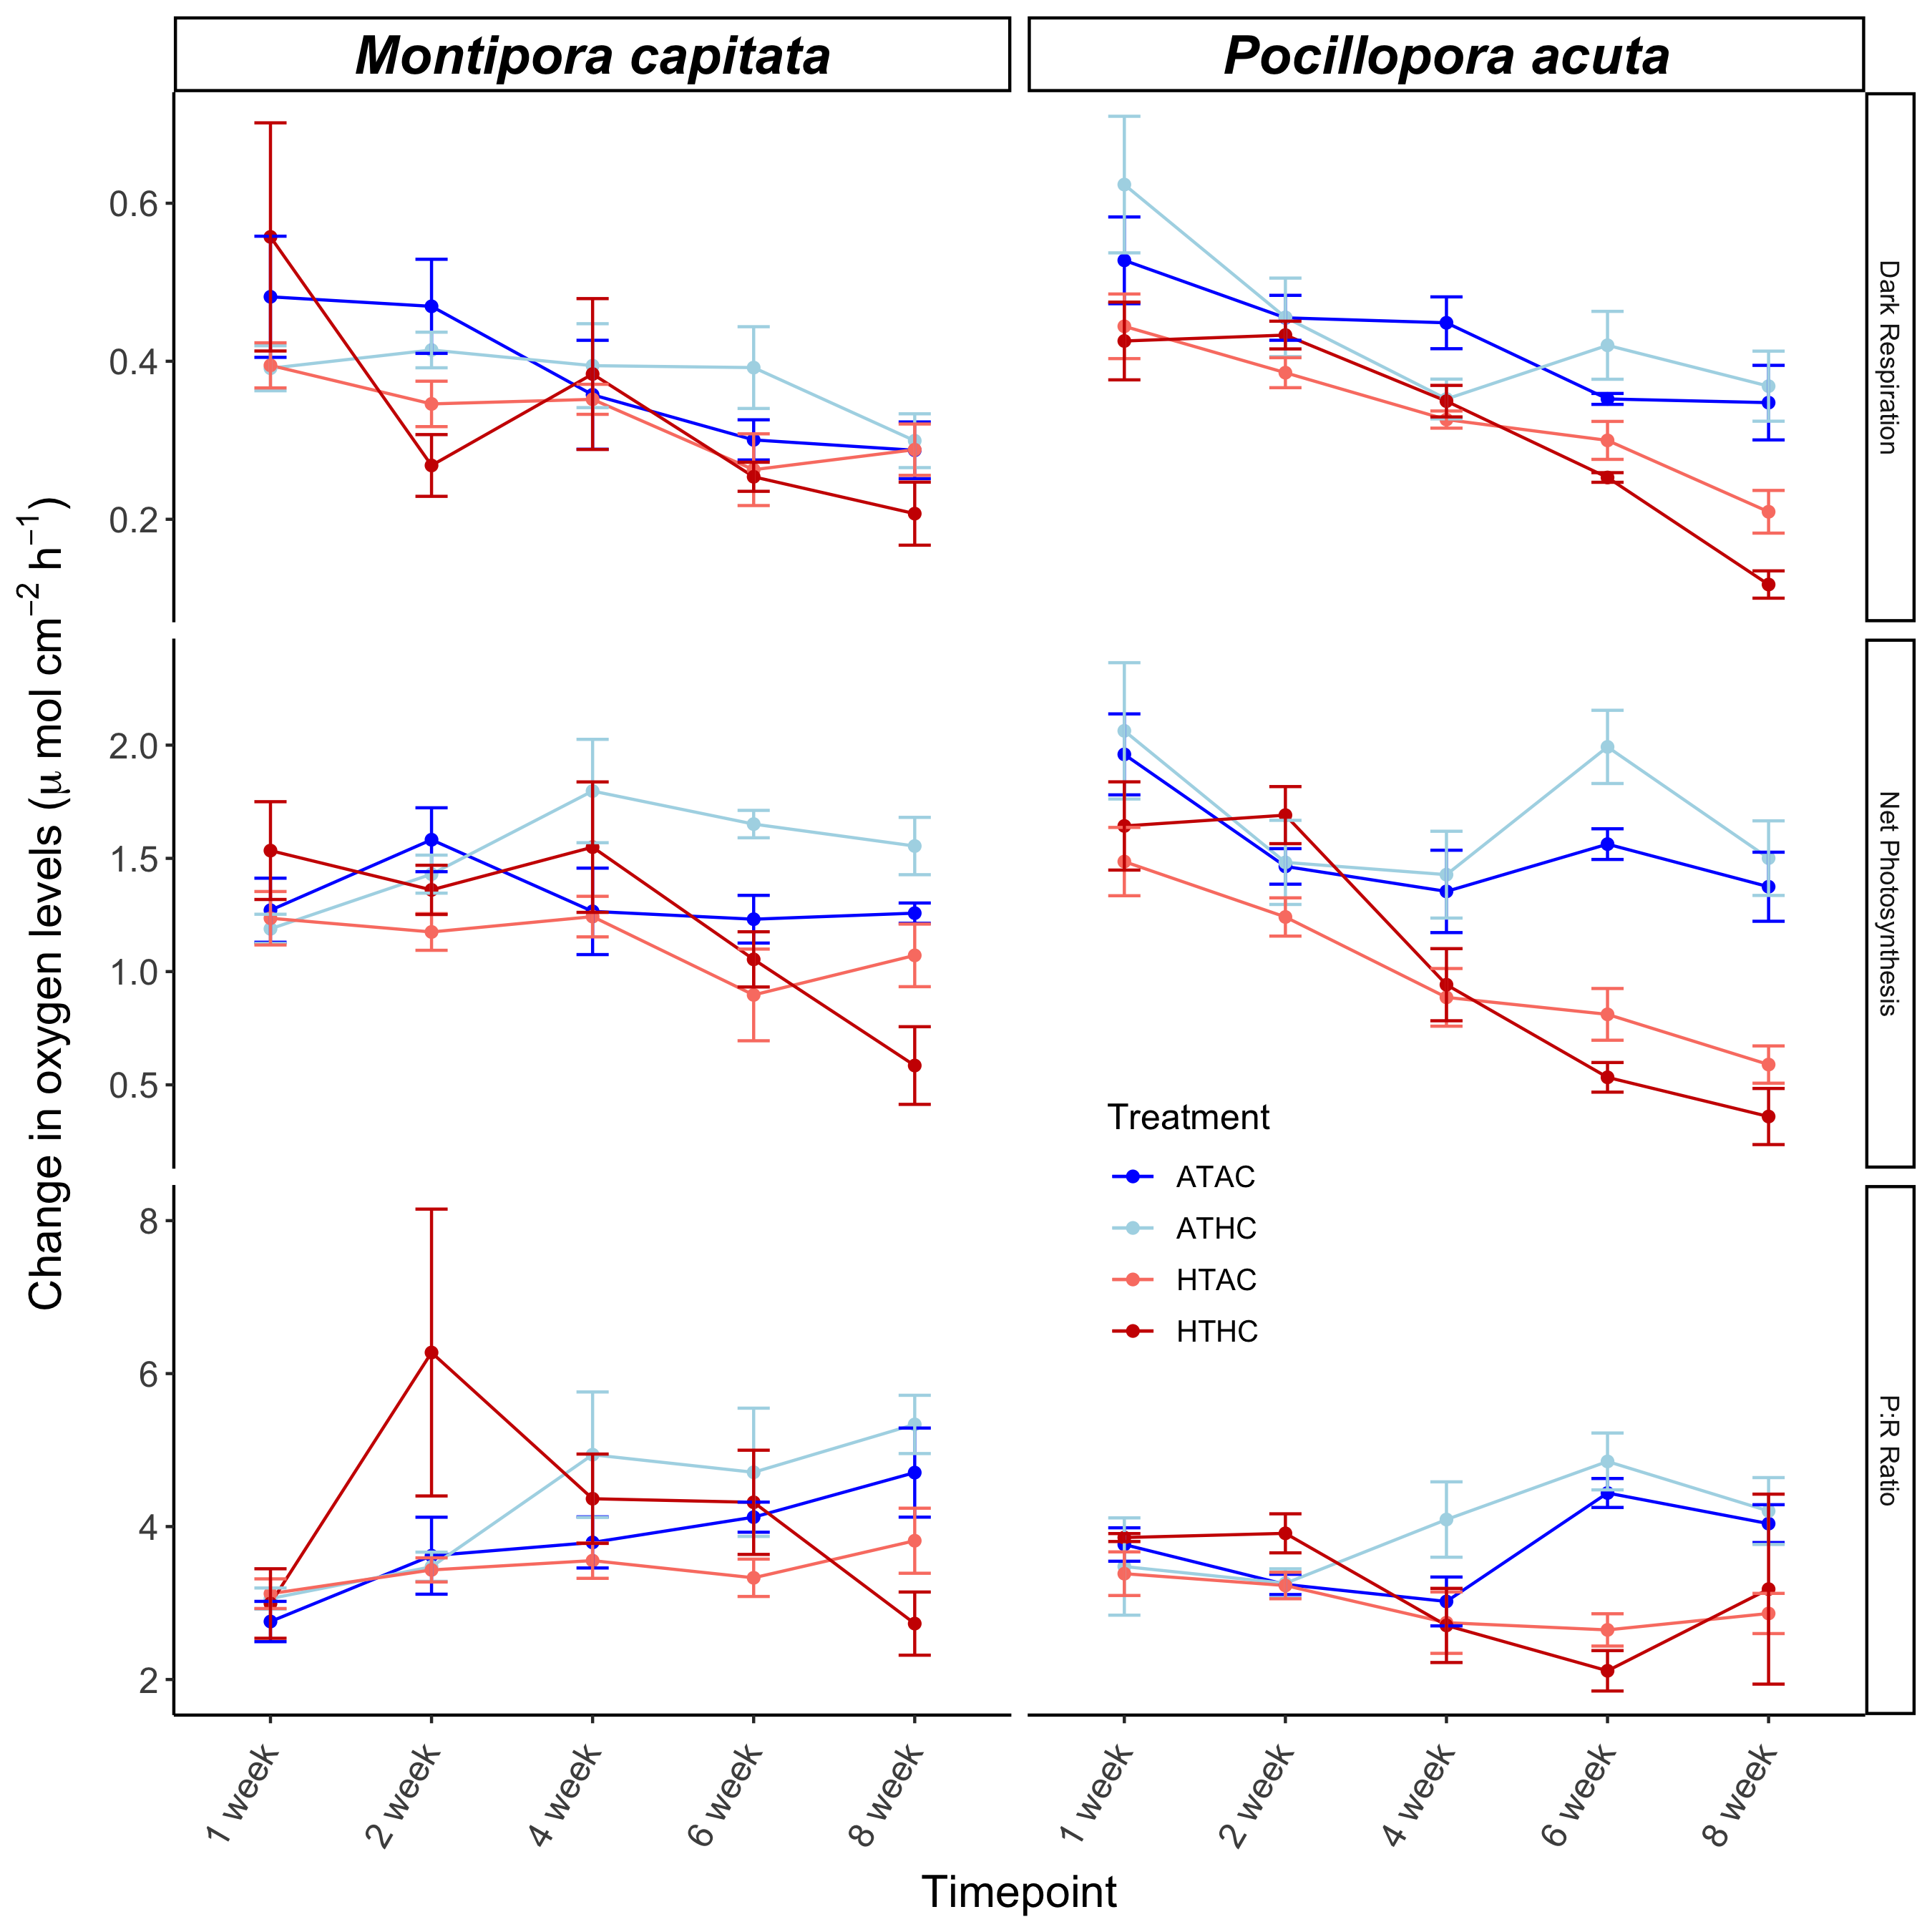 Montipora capitata
Pocillopora acuta
Change in oxygen levels (μ mol cm−2 h−1)
0.6
0.4
0.2
Dark Respiration
2.0
1.5
1.0
0.5
Net Photosynthesis
Treatment
ATAC
ATHC
HTAC
HTHC
8
6
4
2
P:R Ratio
1 week
2 week
4 week
6 week
8 week
1 week
2 week
4 week
6 week
8 week
Timepoint